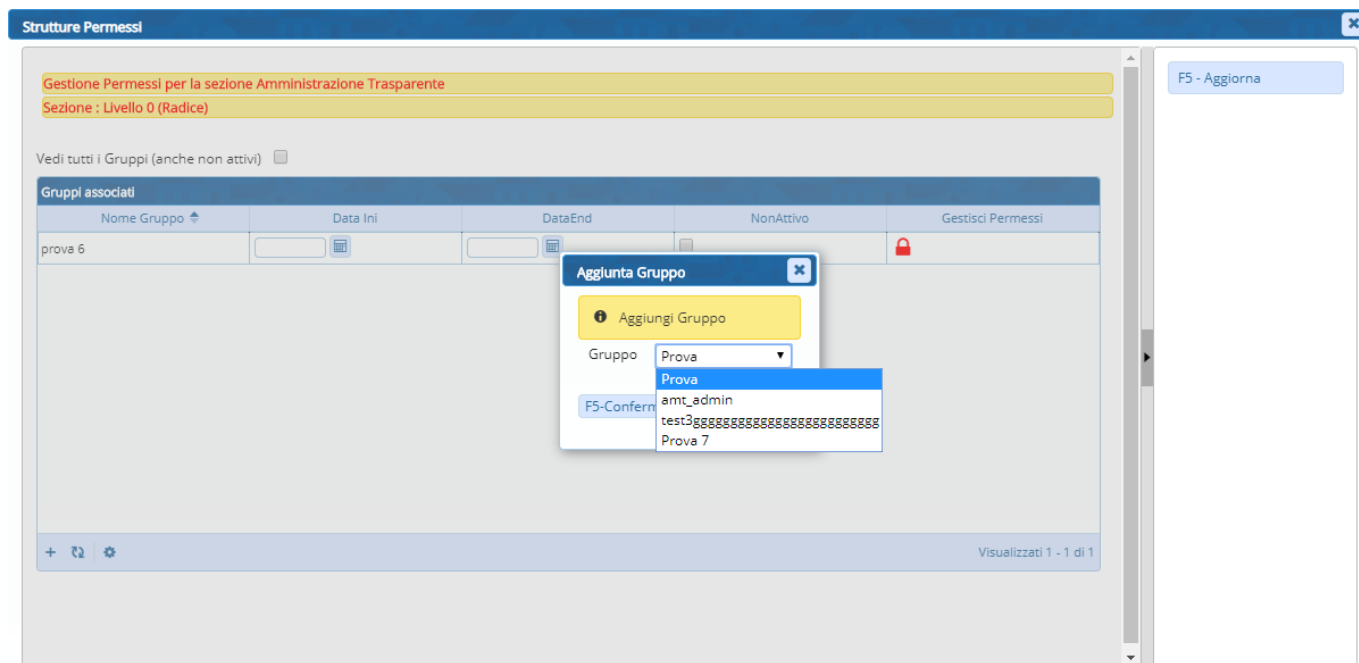 Strutture Permessi
F5 - Aggiorna
Gestione Permessi per la sezione Amministrazione Trasparente
Sezione : Livello 0 (Radice)
Vedi tutti i Gruppi (anche non attivi)
Gruppi associati
Nome Gruppo Data Ini DataEnd NonAttivo Gestisci Permessi
prova 6
Aggiunta Gruppo
Aggiungi Gruppo
Gruppo Prova
Prova
F5-Conferm
amt_admin
test3ggggggggggggggggggggggggg
Prova 7
Visualizzati 1 - 1 di 1